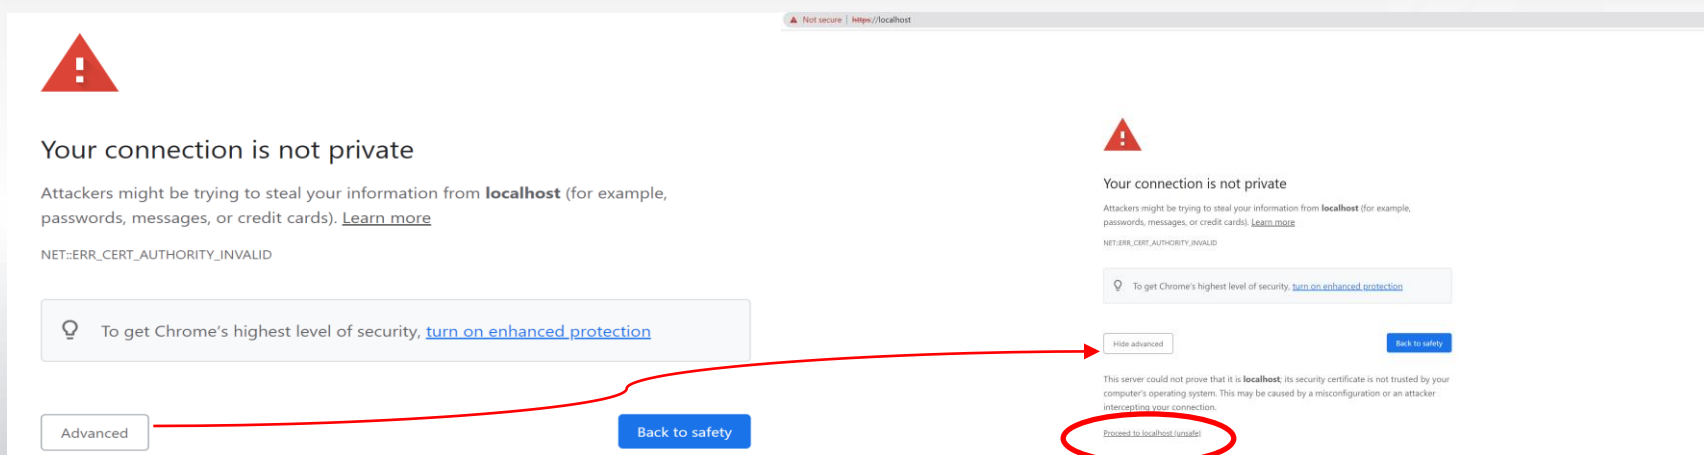 Your connection is not private
Attackers might be trying to steal your information from localhost (for example,
passwords, messages, or credit cards). Learn more
NET::ERR_CERT_AUTHORITY_INVALID
To get Chrome's highest level of security, turn on enhanced protection
Advanced
Back to safety
Not secure | https://localhost
Your connection is not private
Attackers might be trying to steal your information from localhost (for example,
passwords, messages, or credit cards). Learn more
NET::ERR_CERT_AUTHORITY_INVALID
To get Chrome's highest level of security, turn on enhanced protection
Hide advanced
Back to safety
This server could not prove that it is localhost; its security certificate is not trusted by your
computer's operating system. This may be caused by a misconfiguration or an attacker
intercepting your connection.
Proceed to localhost (unsafe)